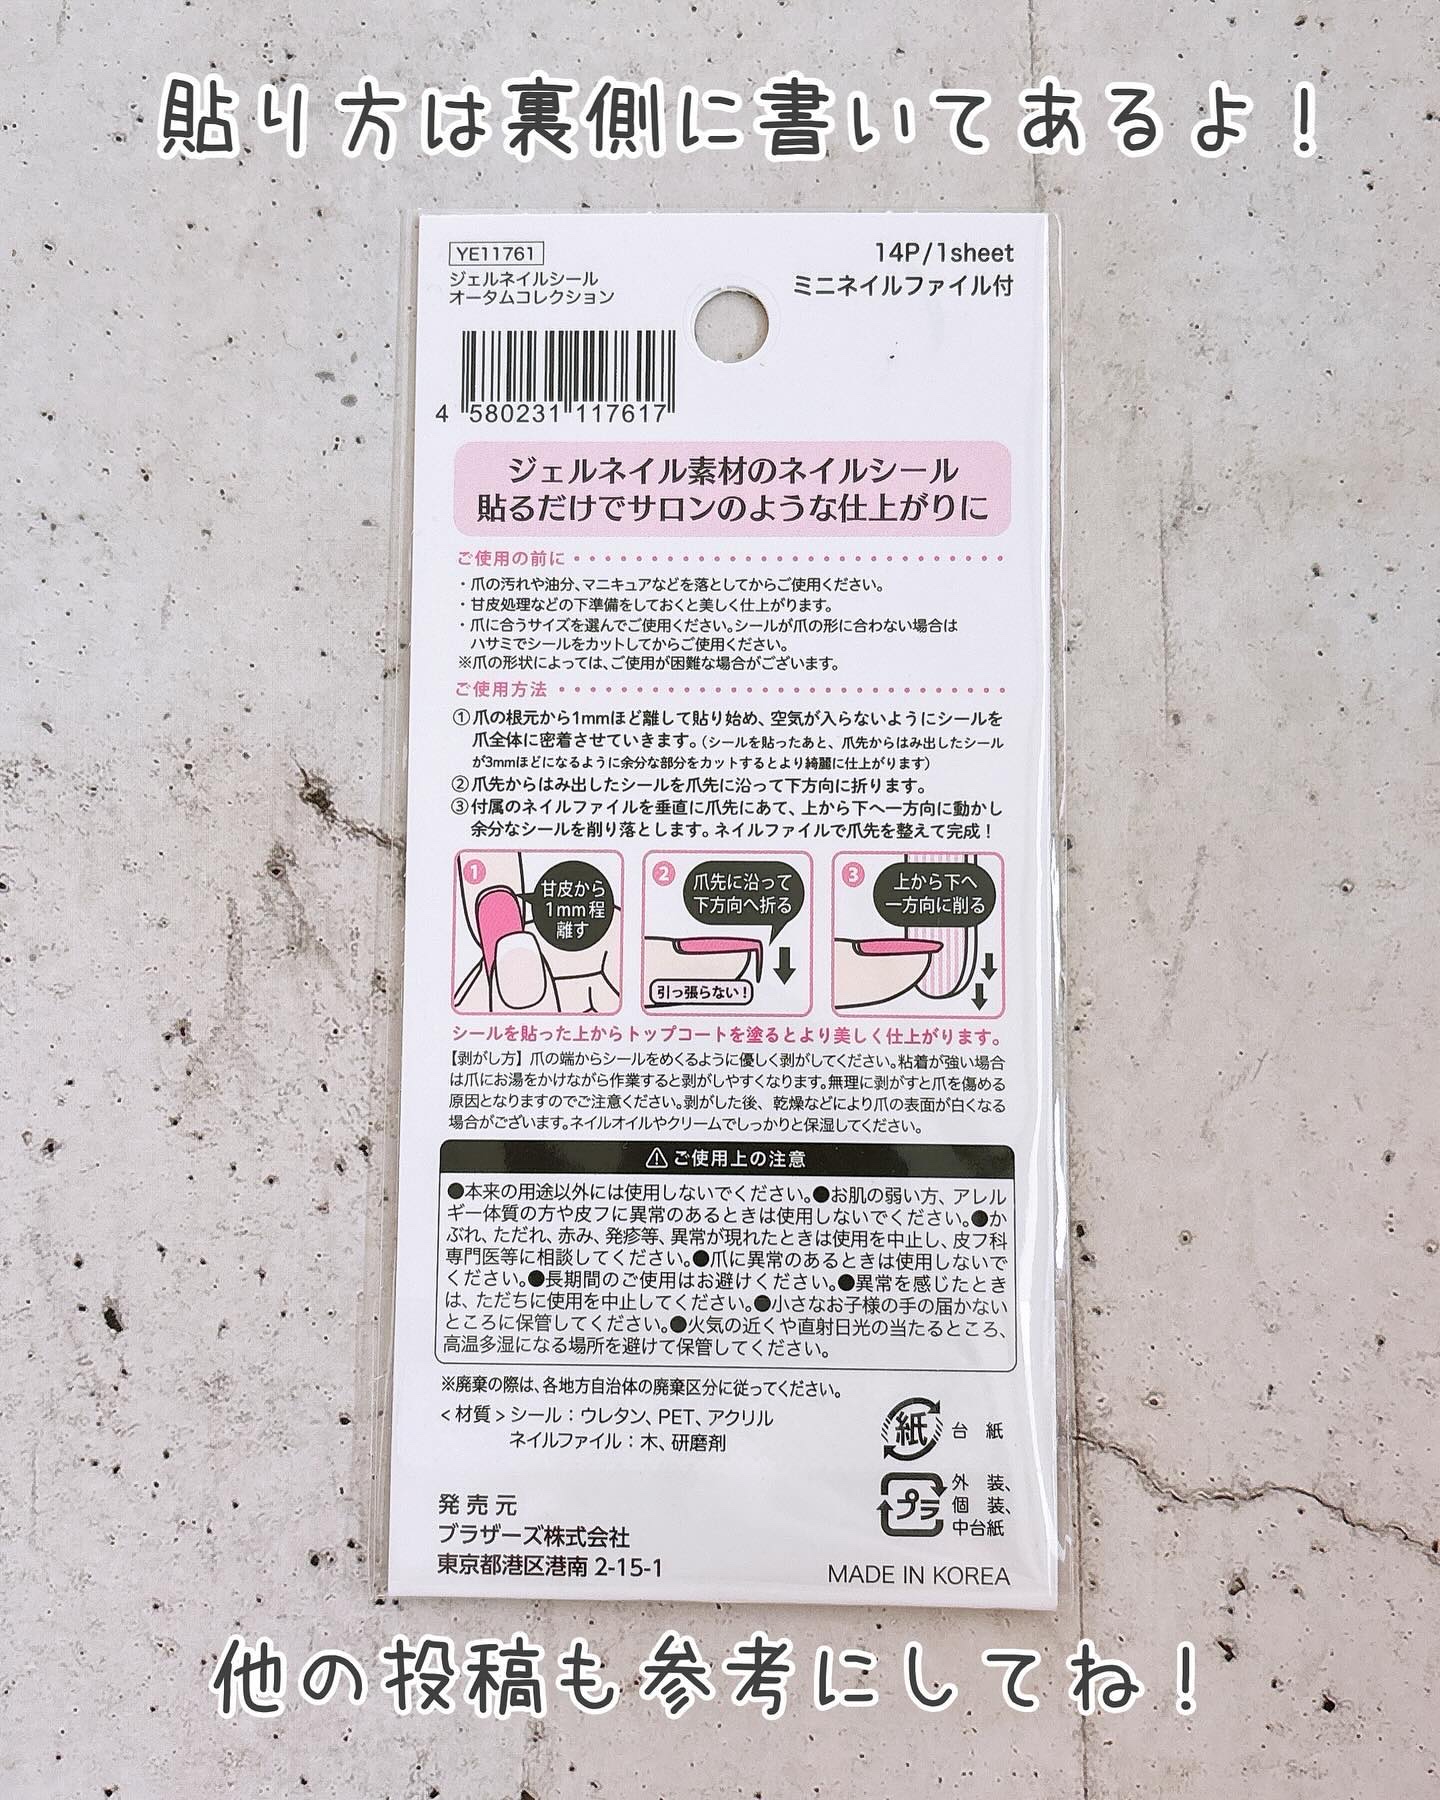 貼り方は裏側に書いてあるよ！
YE11761
ジェルネイルシール
オータムコレクション
14P/1sheet
ミニネイルファイル付
4 580231 117617
ジェルネイル素材のネイルシール
貼るだけでサロンのような仕上がりに
ご使用の前に
・爪の汚れや油分、マニキュアなどを落としてからご使用ください。
・甘皮処理などの下準備をしておくと美しく仕上がります。
・爪に合うサイズを選んでご使用ください。シールが爪の形に合わない場合は
ハサミでシールをカットしてからご使用ください。
※爪の形状によっては、ご使用が困難な場合がございます。
ご使用方法
①爪の根元から1mmほど離して貼り始め、空気が入らないようにシールを
爪全体に密着させていきます。（シールを貼ったあと、爪先からはみ出したシール
が3mmほどになるように余分な部分をカットするとより綺麗に仕上がります）
②爪先からはみ出したシールを爪先に沿って下方向に折ります。
③付属のネイルファイルを垂直に爪先にあて、上から下へ一方向に動かし
余分なシールを削り落とします。ネイルファイルで爪先を整えて完成！
1
甘皮から
1mm程
離す
2
爪先に沿って
下方向へ折る
引っ張らない！
3
上から下へ
一方向に削る
シールを貼った上からトップコートを塗るとより美しく仕上がります。
【剥がし方】爪の端からシールをめくるように優しく剥がしてください。粘着が強い場合
は爪にお湯をかけながら作業すると剥がしやすくなります。無理に剥がすと爪を傷める
原因となりますのでご注意ください。剥がした後、乾燥などにより爪の表面が白くなる
場合がございます。ネイルオイルやクリームでしっかりと保湿してください。
⚠ご使用上の注意
●本来の用途以外には使用しないでください。●お肌の弱い方、アレル
ギー体質の方や皮フに異常のあるときは使用しないでください。●か
ぶれ、ただれ、赤み、発疹等、異常が現れたときは使用を中止し、皮フ科
専門医等に相談してください。●爪に異常のあるときは使用しないで
ください。●長期間のご使用はお避けください。●異常を感じたとき
は、ただちに使用を中止してください。●小さなお子様の手の届かない
ところに保管してください。●火気の近くや直射日光の当たるところ、
高温多湿になる場所を避けて保管してください。
※廃棄の際は、各地方自治体の廃棄区分に従ってください。
<材質>シール：ウレタン、PET、アクリル
ネイルファイル：木、研磨剤
紙
台紙
プラ
外装、
個装、
中台紙
発売元
ブラザーズ株式会社
東京都港区港南 2-15-1
MADE IN KOREA
他の投稿も参考にしてね！